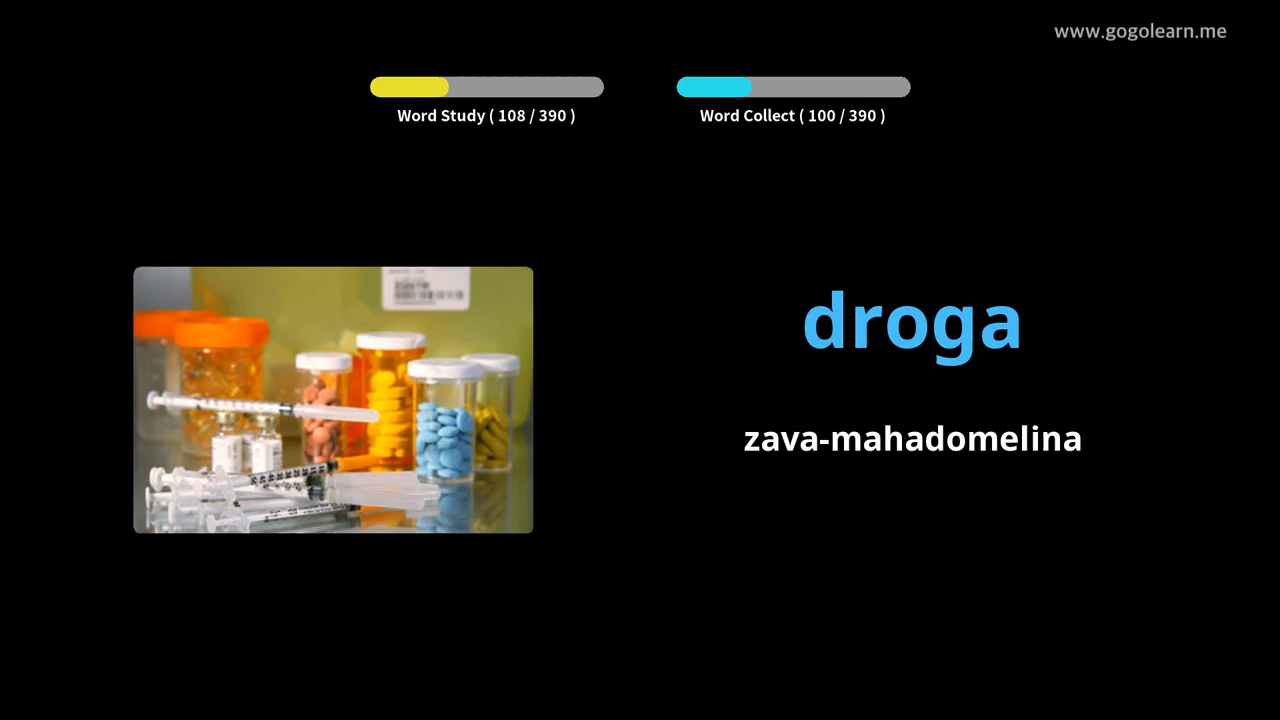 www.gogolearn.me
Word Study ( 108 / 390 )
Word Collect ( 100 / 390 )
droga
zava-mahadomelina